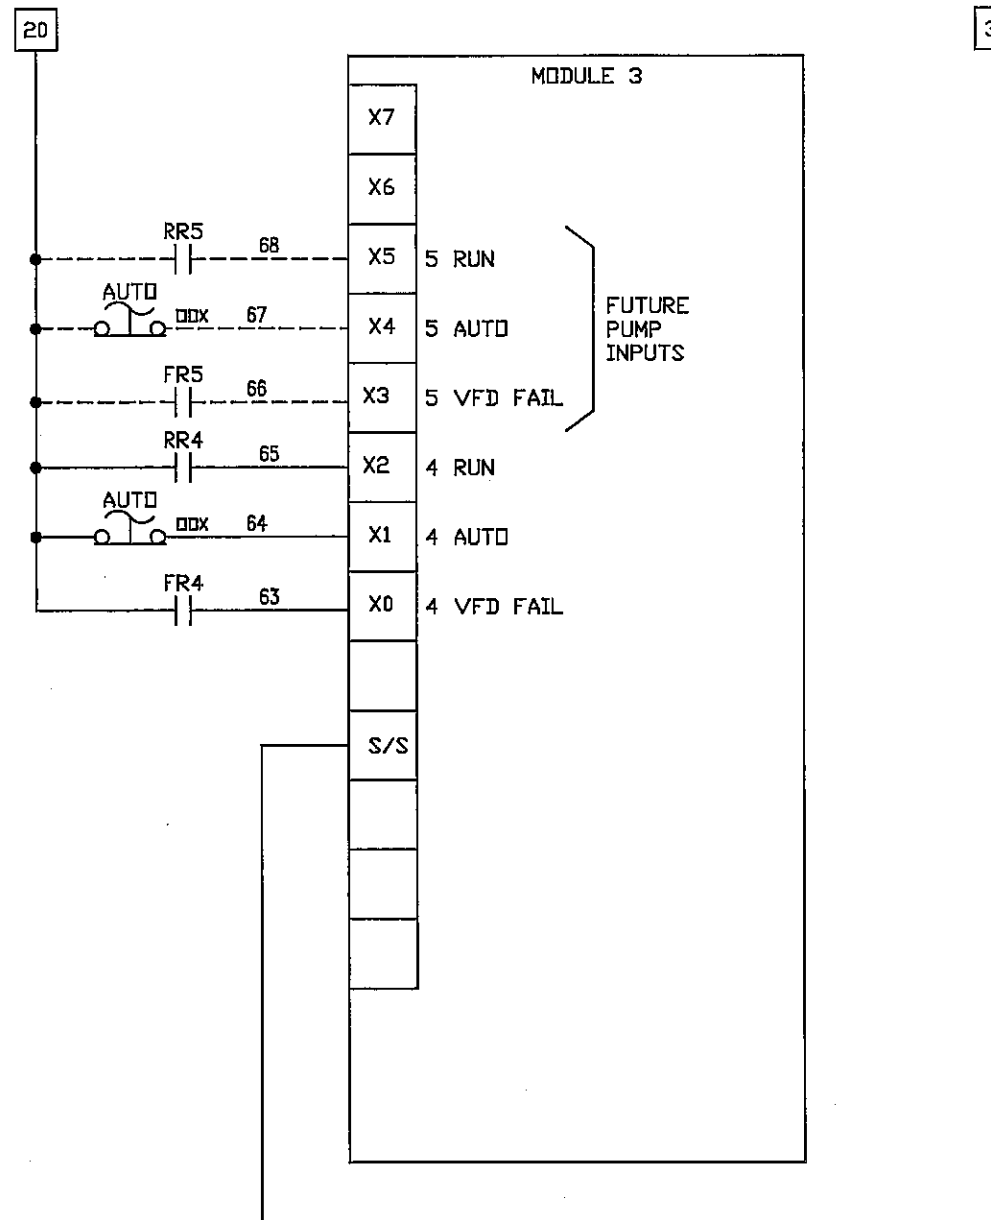 20
3
MODULE 3
X7
X6
RR5
68
X5
5 RUN
AUTO
OOX
67
X4
5 AUTO
FUTURE
PUMP
INPUTS
FR5
66
X3
5 VFD FAIL
RR4
65
X2
4 RUN
AUTO
OOX
64
X1
4 AUTO
FR4
63
X0
4 VFD FAIL
S/S